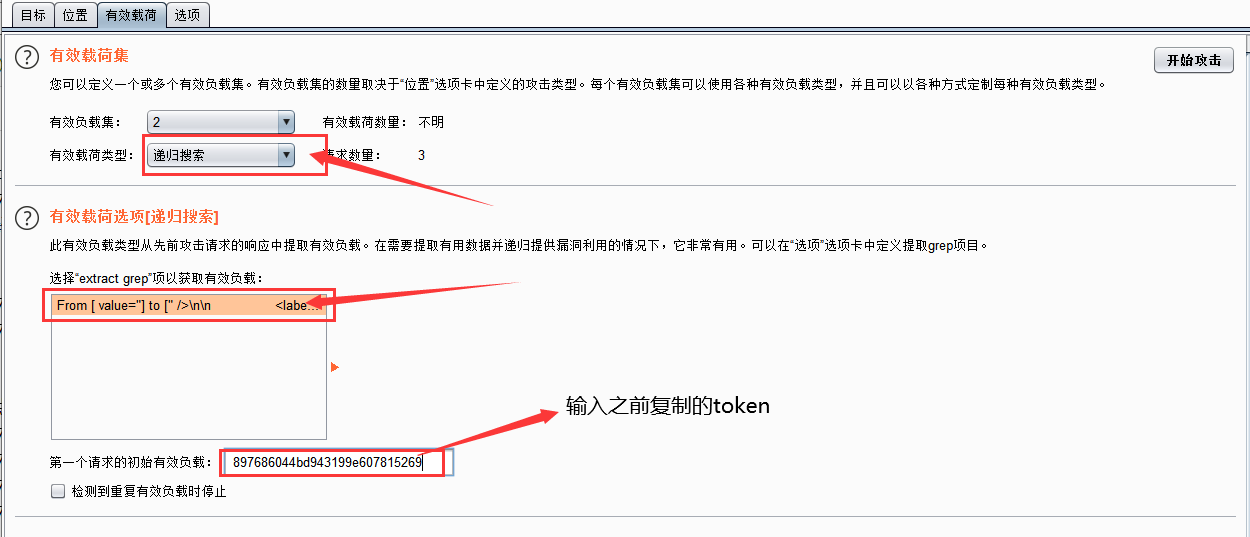 目标 位置 有效载荷 选项
? 有效载荷集
开始攻击
您可以定义一个或多个有效负载集。有效负载集的数量取决于“位置”选项卡中定义的攻击类型。每个有效负载集可以使用各种有效负载类型，并且可以以各种方式定制每种有效负载类型。
有效负载集： 2 有效载荷数量： 不明
有效载荷类型： 递归搜索 请求数量： 3
? 有效载荷选项[递归搜索]
此有效负载类型从先前攻击请求的响应中提取有效负载。在需要提取有用数据并递归提供漏洞利用的情况下，它非常有用。可以在“选项”选项卡中定义提取grep项目。
选择“extract grep”项以获取有效负载：
From [ value="] to [" />\n\n <labe...
输入之前复制的token
第一个请求的初始有效负载： 897686044bd943199e607815269
检测到重复有效负载时停止